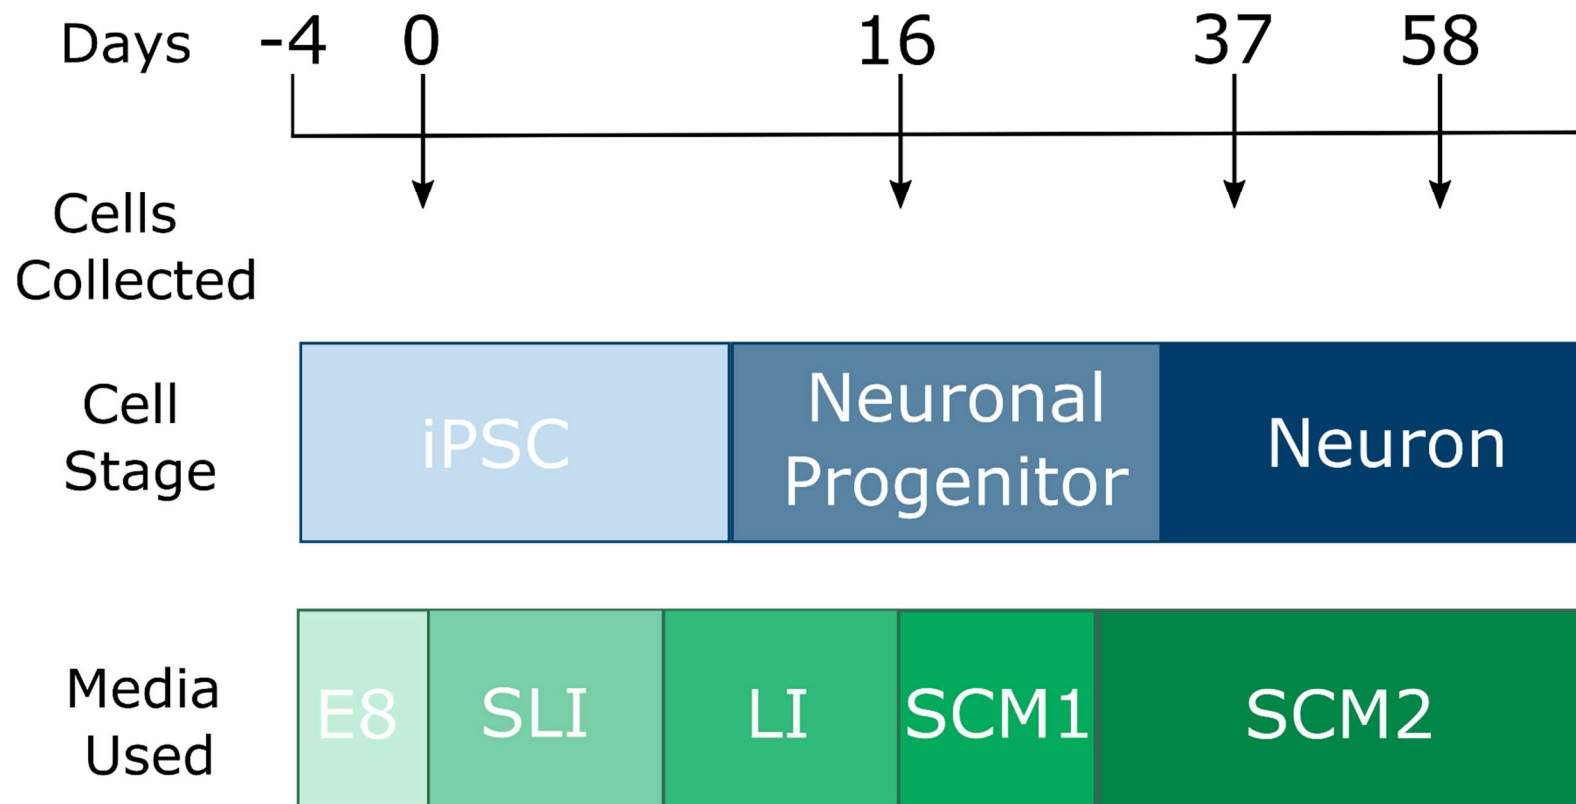 Days -4 0 16 37 58
Cells
Collected
Cell
Stage
iPSC
Neuronal
Progenitor
Neuron
Media
Used
E8 SLI LI SCM1 SCM2